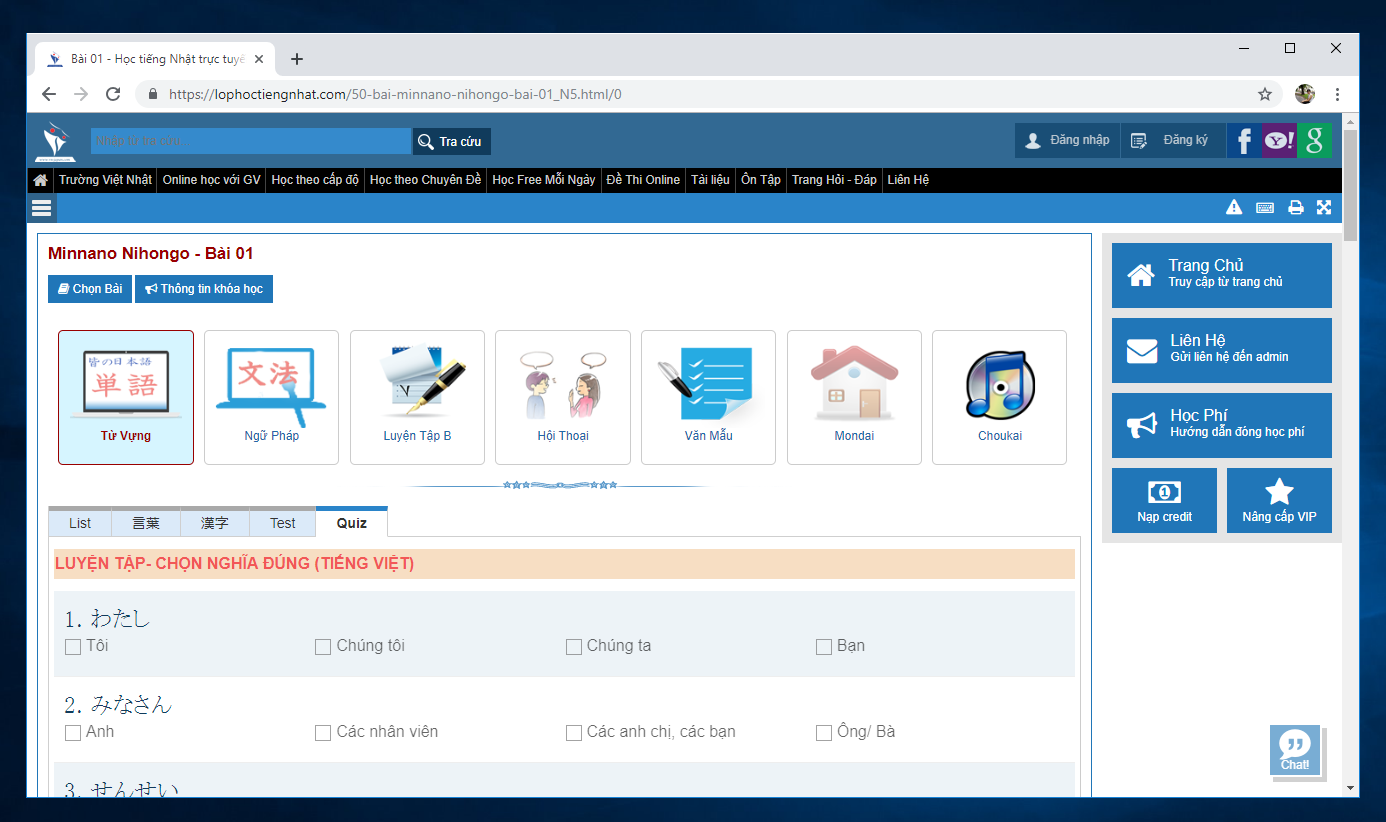 Bài 01 - Học tiếng Nhật trực tuyế
https://lophoctiengnhat.com/50-bai-minnano-nihongo-bai-01_N5.html/0
Nhập từ tra cứu...
Tra cứu
Đăng nhập
Đăng ký
Trường Việt Nhật
Online học với GV
Học theo cấp độ
Học theo Chuyên Đề
Học Free Mỗi Ngày
Đề Thi Online
Tài liệu
Ôn Tập
Trang Hỏi - Đáp
Liên Hệ
Minnano Nihongo - Bài 01
Chọn Bài
Thông tin khóa học
皆の日本語
単語
Từ Vựng
文法
Ngữ Pháp
Luyện Tập B
Hội Thoại
Văn Mẫu
Mondai
Choukai
List
言葉
漢字
Test
Quiz
LUYỆN TẬP- CHỌN NGHĨA ĐÚNG (TIẾNG VIỆT)
1. わたし
Tôi
Chúng tôi
Chúng ta
Bạn
2. みなさん
Anh
Các nhân viên
Các anh chị, các bạn
Ông/ Bà
3. せんせい
Trang Chủ
Truy cập từ trang chủ
Liên Hệ
Gửi liên hệ đến admin
Học Phí
Hướng dẫn đóng học phí
Nạp credit
Nâng cấp VIP
Chat!